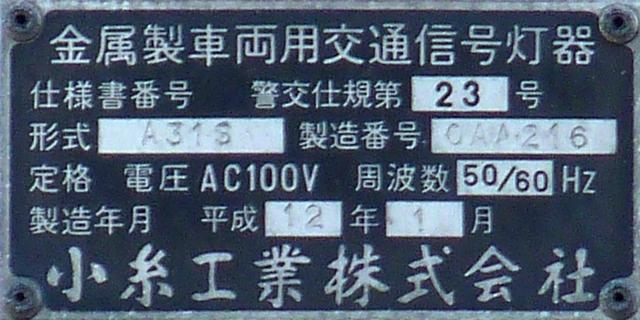 金属製車両用交通信号灯器
仕様書番号 警交仕規第 23 号
形式 A31S 製造番号 CAA216
定格 電圧 AC100V 周波数 50/60 Hz
製造年月 平成 12 年 1 月
小糸工業株式会社